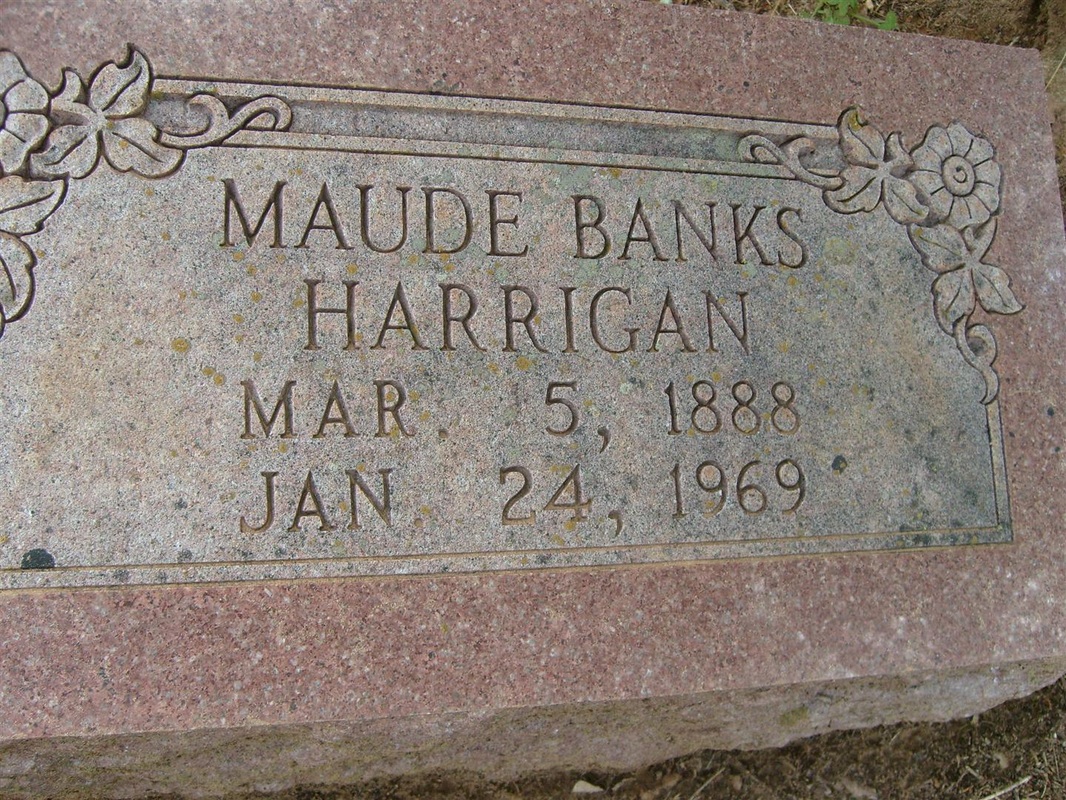 MAUDE BANKS
HARRIGAN
MAR. 5, 1888
JAN. 24, 1969